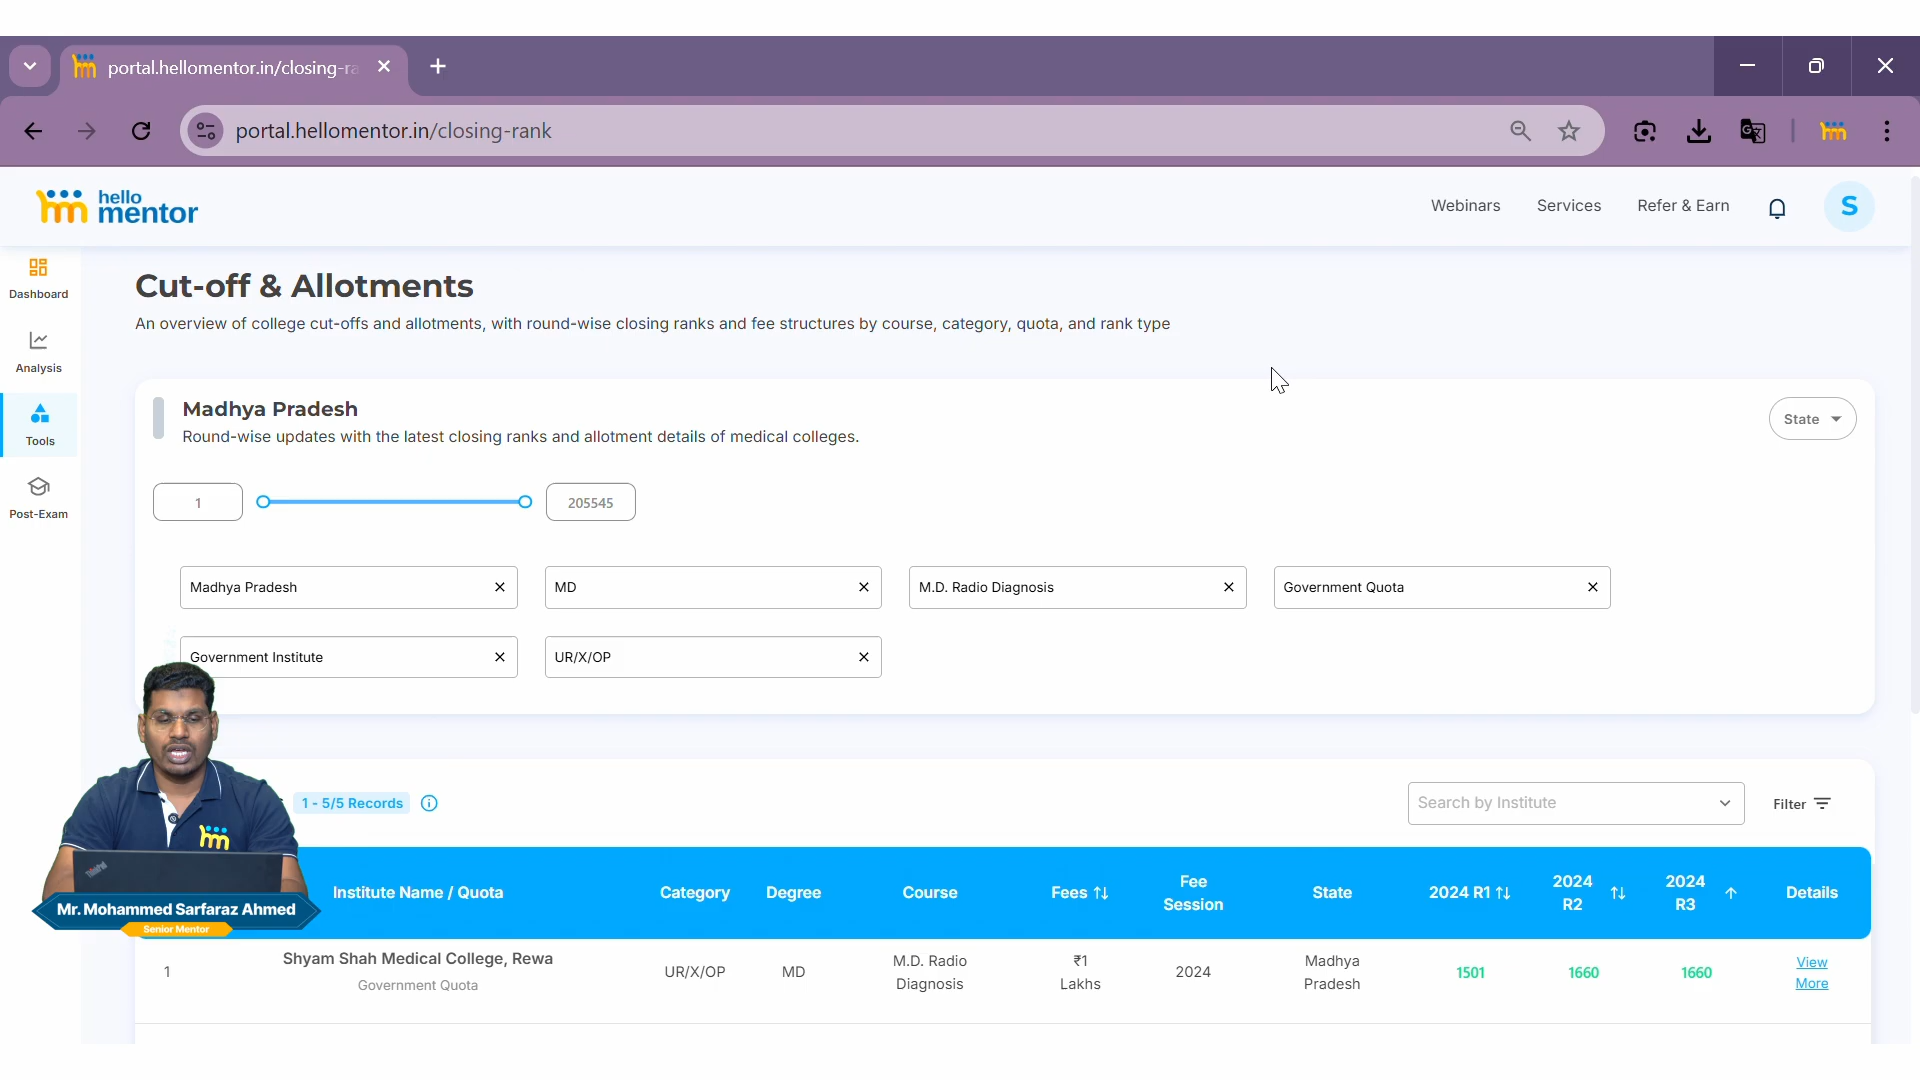 portal.hellomentor.in/closing-ra
portal.hellomentor.in/closing-rank
hello
mentor
Webinars
Services
Refer & Earn
S
Dashboard
Analysis
Tools
Post-Exam
Cut-off & Allotments
An overview of college cut-offs and allotments, with round-wise closing ranks and fee structures by course, category, quota, and rank type
Madhya Pradesh
Round-wise updates with the latest closing ranks and allotment details of medical colleges.
State
1
205545
Madhya Pradesh
MD
M.D. Radio Diagnosis
Government Quota
Government Institute
UR/X/OP
1 - 5/5 Records
Search by Institute
Filter
Institute Name / Quota
Category
Degree
Course
Fees
Fee
Session
State
2024 R1
2024
R2
2024
R3
Details
1
Shyam Shah Medical College, Rewa
Government Quota
UR/X/OP
MD
M.D. Radio
Diagnosis
₹1
Lakhs
2024
Madhya
Pradesh
1501
1660
1660
View
More
ThinkPad
Mr. Mohammed Sarfaraz Ahmed
Senior Mentor